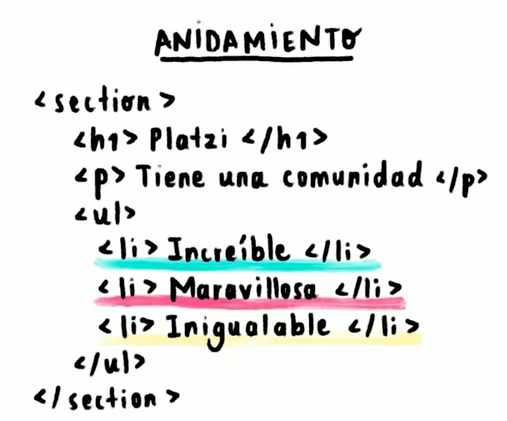 ANIDAMIENTO
<section>
<h1> Platzi </h1>
<p> Tiene una comunidad </p>
<ul>
<li> Increíble </li>
<li> Maravillosa </li>
<li> Inigualable </li>
</ul>
</section>